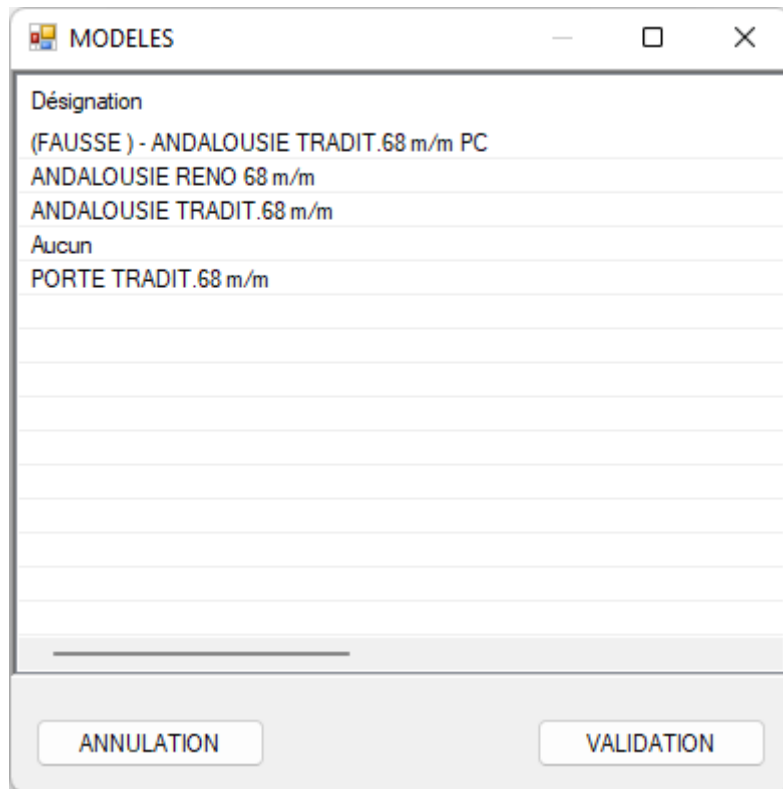 MODELES
Désignation
(FAUSSE ) - ANDALOUSIE TRADIT.68 m/m PC
ANDALOUSIE RENO 68 m/m
ANDALOUSIE TRADIT.68 m/m
Aucun
PORTE TRADIT.68 m/m
ANNULATION VALIDATION